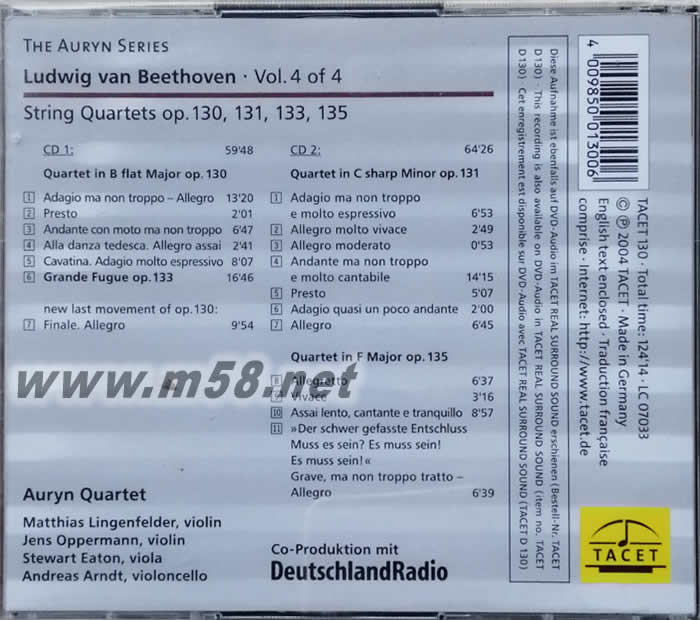 THE AURYN SERIES
Ludwig van Beethoven · Vol. 4 of 4
String Quartets op. 130, 131, 133, 135
CD 1: 59'48
Quartet in B flat Major op. 130
1 Adagio ma non troppo – Allegro 13'20
2 Presto 2'01
3 Andante con moto ma non troppo 6'47
4 Alla danza tedesca. Allegro assai 2'41
5 Cavatina. Adagio molto espressivo 8'07
6 Grande Fugue op. 133 16'46
new last movement of op. 130:
7 Finale. Allegro 9'54
CD 2: 64'26
Quartet in C sharp Minor op. 131
1 Adagio ma non troppo
e molto espressivo 6'53
2 Allegro molto vivace 2'49
3 Allegro moderato 0'53
4 Andante ma non troppo
e molto cantabile 14'15
5 Presto 5'07
6 Adagio quasi un poco andante 2'00
7 Allegro 6'45
Quartet in F Major op. 135
8 Allegretto 6'37
9 Vivace 3'16
10 Assai lento, cantante e tranquillo 8'57
11 »Der schwer gefasste Entschluss
Muss es sein? Es muss sein!
Es muss sein!«
Grave, ma non troppo tratto –
Allegro 6'39
Auryn Quartet
Matthias Lingenfelder, violin
Jens Oppermann, violin
Stewart Eaton, viola
Andreas Arndt, violoncello
Co-Produktion mit
DeutschlandRadio
Diese Aufnahme ist ebenfalls auf DVD-Audio im TACET REAL SURROUND SOUND erschienen (Bestell-Nr. TACET
D 130) · This recording is also available on DVD-Audio in TACET REAL SURROUND SOUND (item no. TACET
D 130) · Cet enregistrement est disponible sur DVD-Audio avec TACET REAL SURROUND SOUND (TACET D 130)
4 009850 013006
TACET 130 · Total time: 124'14 · LC 07033
© ℗ 2004 TACET · Made in Germany
English text enclosed · Traduction française
comprise · Internet: http://www.tacet.de
TACET
www.m58.net